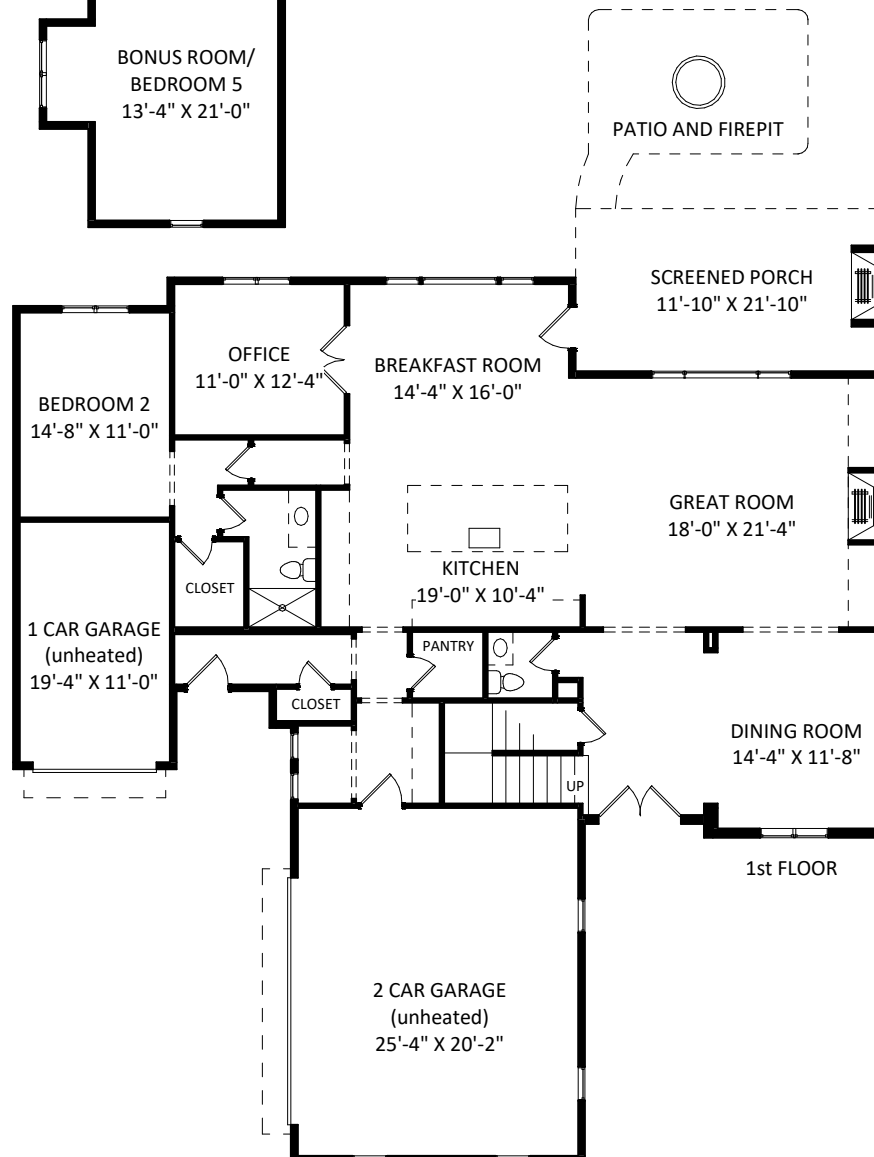 BONUS ROOM/
BEDROOM 5
13'-4" X 21'-0"
PATIO AND FIREPIT
SCREENED PORCH
11'-10" X 21'-10"
OFFICE
11'-0" X 12'-4"
BREAKFAST ROOM
14'-4" X 16'-0"
BEDROOM 2
14'-8" X 11'-0"
GREAT ROOM
18'-0" X 21'-4"
KITCHEN
19'-0" X 10'-4"
CLOSET
1 CAR GARAGE
(unheated)
19'-4" X 11'-0"
PANTRY
CLOSET
DINING ROOM
14'-4" X 11'-8"
UP
1st FLOOR
2 CAR GARAGE
(unheated)
25'-4" X 20'-2"